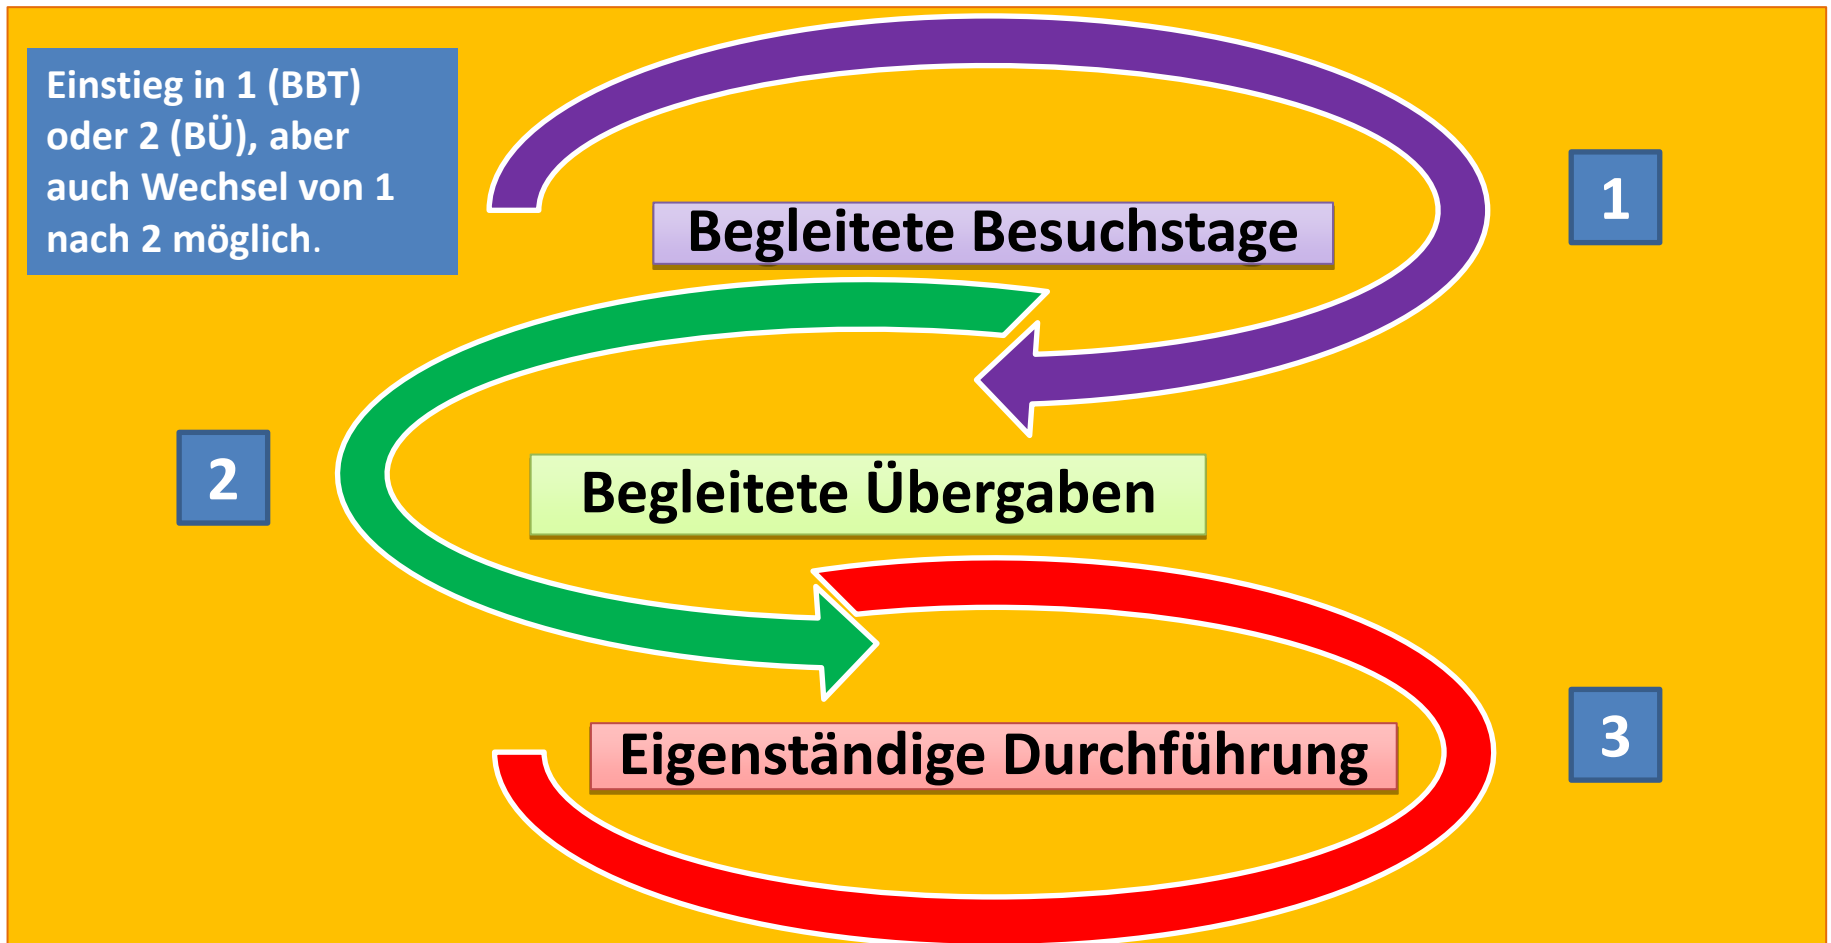 Einstieg in 1 (BBT)
oder 2 (BÜ), aber
auch Wechsel von 1
nach 2 möglich.
1
Begleitete Besuchstage
2
Begleitete Übergaben
3
Eigenständige Durchführung